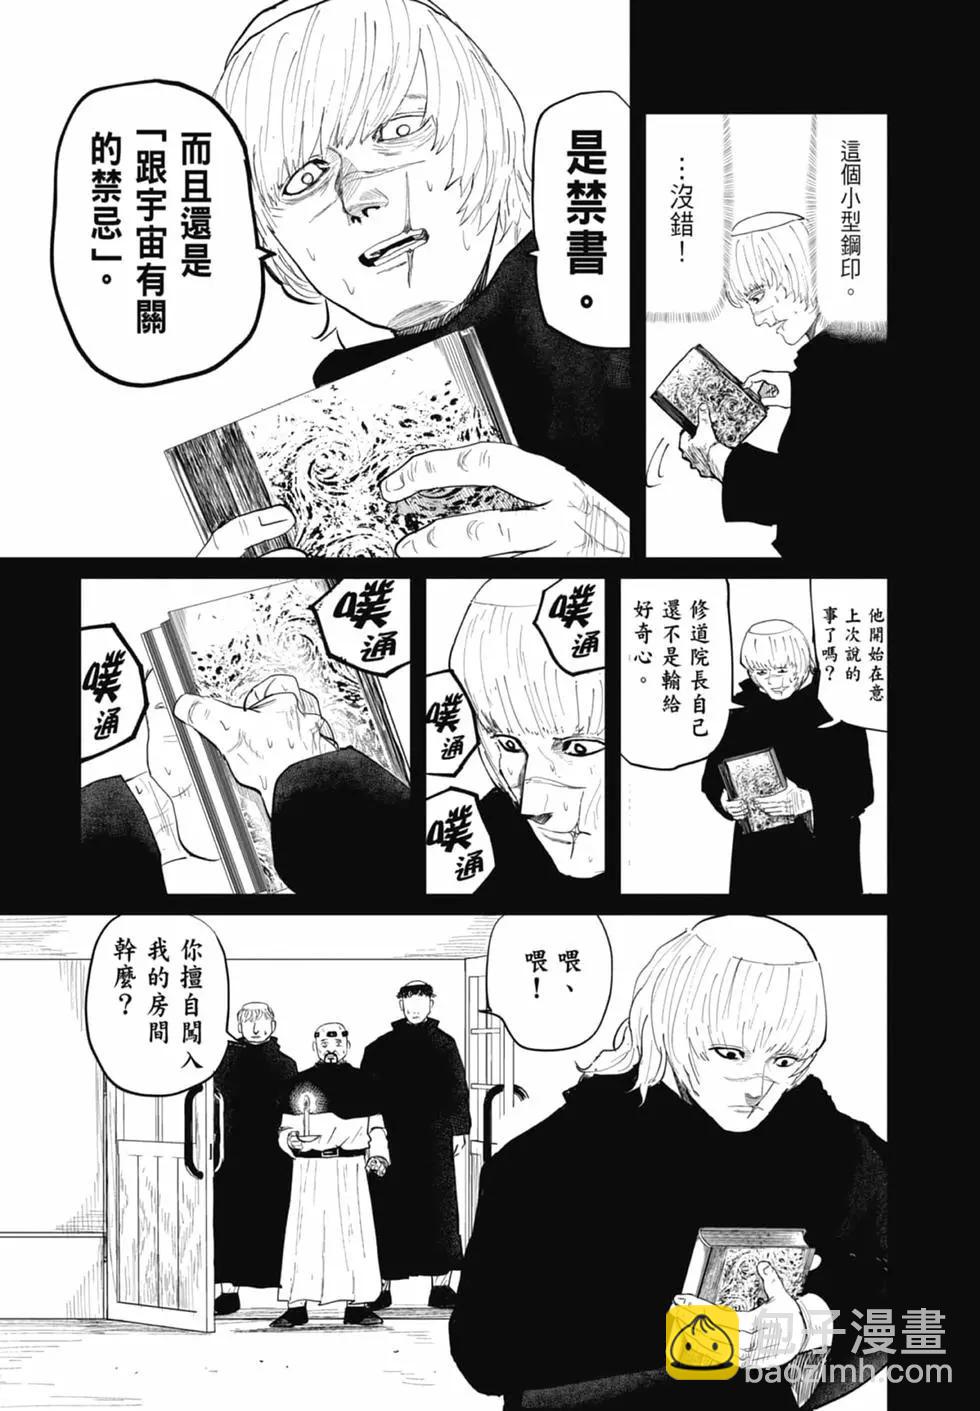 這個小型鋼印。
…沒錯！
是禁書。
而且還是
「跟宇宙有關
的禁忌」。
他開始在意
上次說的
事了嗎？
修道院長自己
還不是輸給
好奇心。
噗通
噗通
噗通
噗通
噗通
喂、
喂！
你擅自闖入
我的房間
幹麼？
包子漫畫
baozimh.com